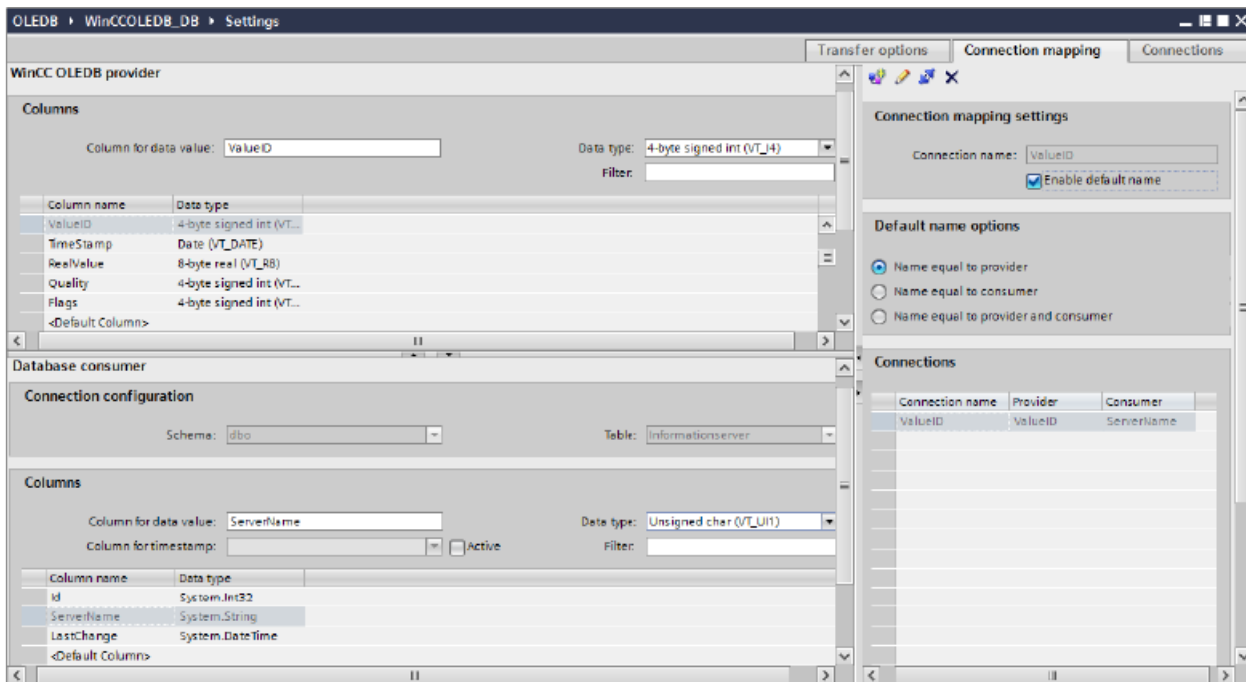 OLEDB ▸ WinCCOLEDB_DB ▸ Settings
Transfer options Connection mapping Connections
WinCC OLEDB provider
Columns
Column for data value: ValueID Data type: 4-byte signed int (VT_I4)
Filter:
Column name Data type
ValueID 4-byte signed int (VT...
TimeStamp Date (VT_DATE)
RealValue 8-byte real (VT_R8)
Quality 4-byte signed int (VT...
Flags 4-byte signed int (VT...
<Default Column>
Database consumer
Connection configuration
Schema: dbo Table: Informationserver
Columns
Column for data value: ServerName Data type: Unsigned char (VT_UI1)
Column for timestamp: Active Filter:
Column name Data type
Id System.Int32
ServerName System.String
LastChange System.DateTime
<Default Column>
Connection mapping settings
Connection name: ValueID
Enable default name
Default name options
Name equal to provider
Name equal to consumer
Name equal to provider and consumer
Connections
Connection name Provider Consumer
ValueID ValueID ServerName